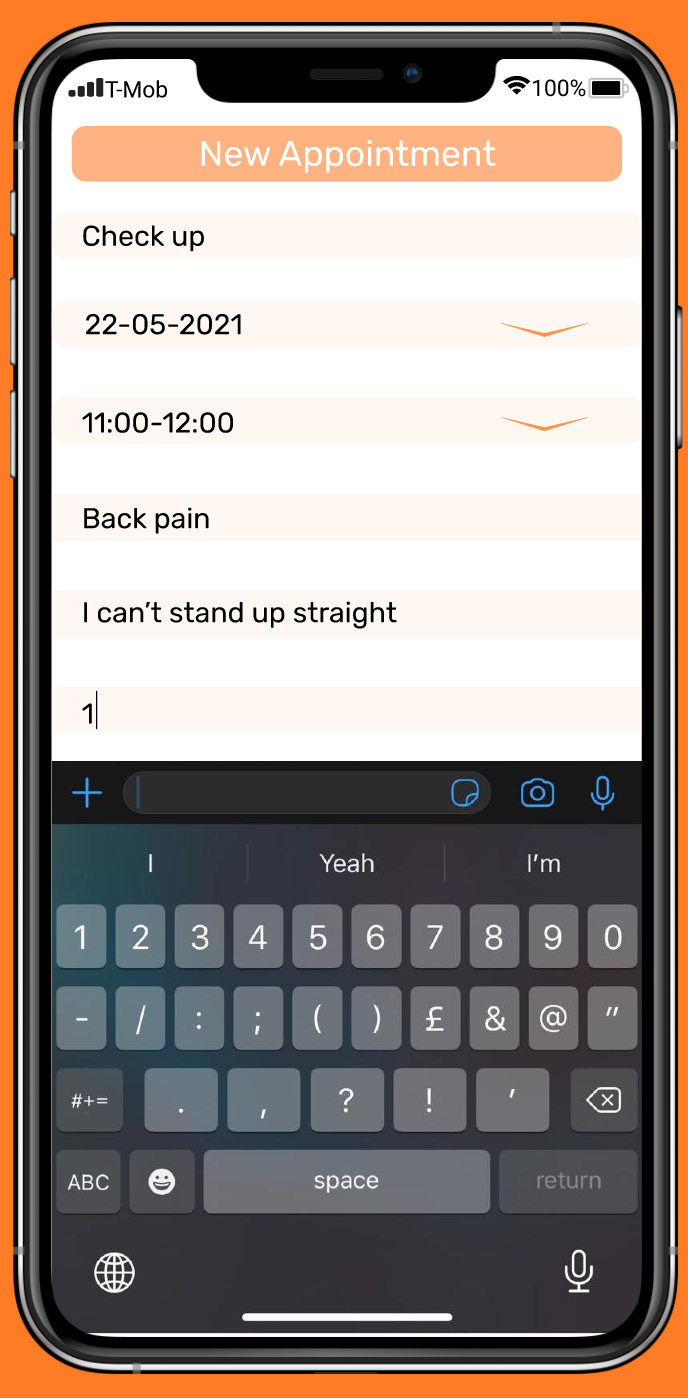 T-Mob 100%
New Appointment
Check up
22-05-2021
11:00-12:00
Back pain
I can’t stand up straight
1
I Yeah I’m
1 2 3 4 5 6 7 8 9 0
- / : ; ( ) £ & @ "
#+= . , ? ! ’
ABC space return